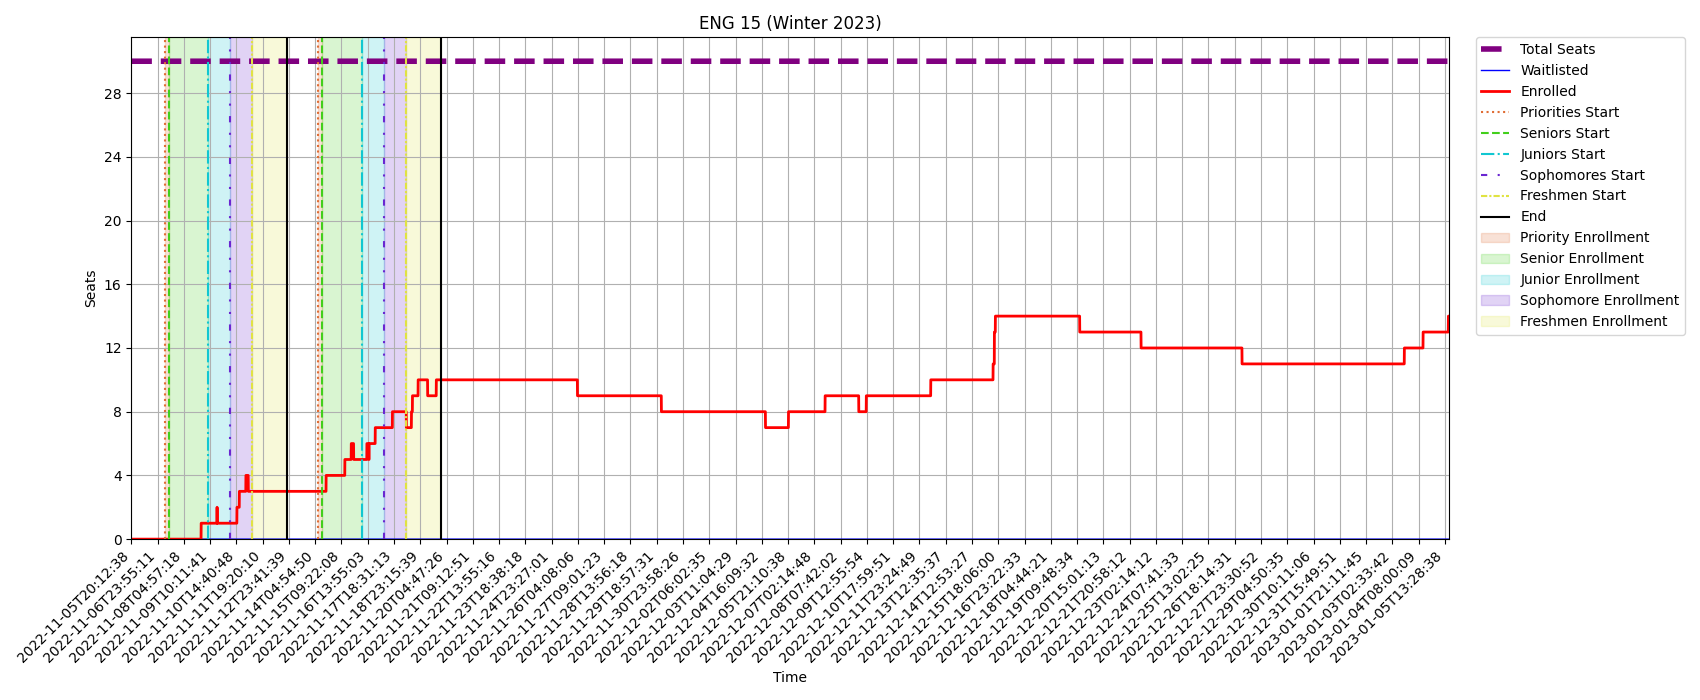 ENG 15 (Winter 2023)
Total Seats
Waitlisted
Enrolled
Priorities Start
Seniors Start
Juniors Start
Sophomores Start
Freshmen Start
End
Priority Enrollment
Senior Enrollment
Junior Enrollment
Sophomore Enrollment
Freshmen Enrollment
Seats
28
24
20
16
12
8
4
0
2022-11-05T20:12:38
2022-11-06T23:55:11
2022-11-08T04:57:18
2022-11-09T10:11:41
2022-11-10T14:40:48
2022-11-11T19:20:10
2022-11-12T23:41:39
2022-11-14T04:54:50
2022-11-15T09:22:08
2022-11-16T13:55:03
2022-11-17T18:31:13
2022-11-18T23:15:39
2022-11-20T04:47:26
2022-11-21T09:12:51
2022-11-22T13:55:16
2022-11-23T18:38:18
2022-11-24T23:27:01
2022-11-26T04:08:06
2022-11-27T09:01:23
2022-11-28T13:56:18
2022-11-29T18:57:31
2022-11-30T23:58:26
2022-12-02T06:02:35
2022-12-03T11:04:29
2022-12-04T16:09:32
2022-12-05T21:10:38
2022-12-07T02:14:48
2022-12-08T07:42:02
2022-12-09T12:55:54
2022-12-10T17:59:51
2022-12-11T23:24:49
2022-12-13T12:35:37
2022-12-14T12:53:27
2022-12-15T18:06:00
2022-12-16T23:22:33
2022-12-18T04:44:21
2022-12-19T09:48:34
2022-12-20T15:01:13
2022-12-21T20:58:12
2022-12-23T02:14:12
2022-12-24T07:41:33
2022-12-25T13:02:25
2022-12-26T18:14:31
2022-12-27T23:30:52
2022-12-29T04:50:35
2022-12-30T10:11:06
2022-12-31T15:49:51
2023-01-01T21:11:45
2023-01-03T02:33:42
2023-01-04T08:00:09
2023-01-05T13:28:38
Time